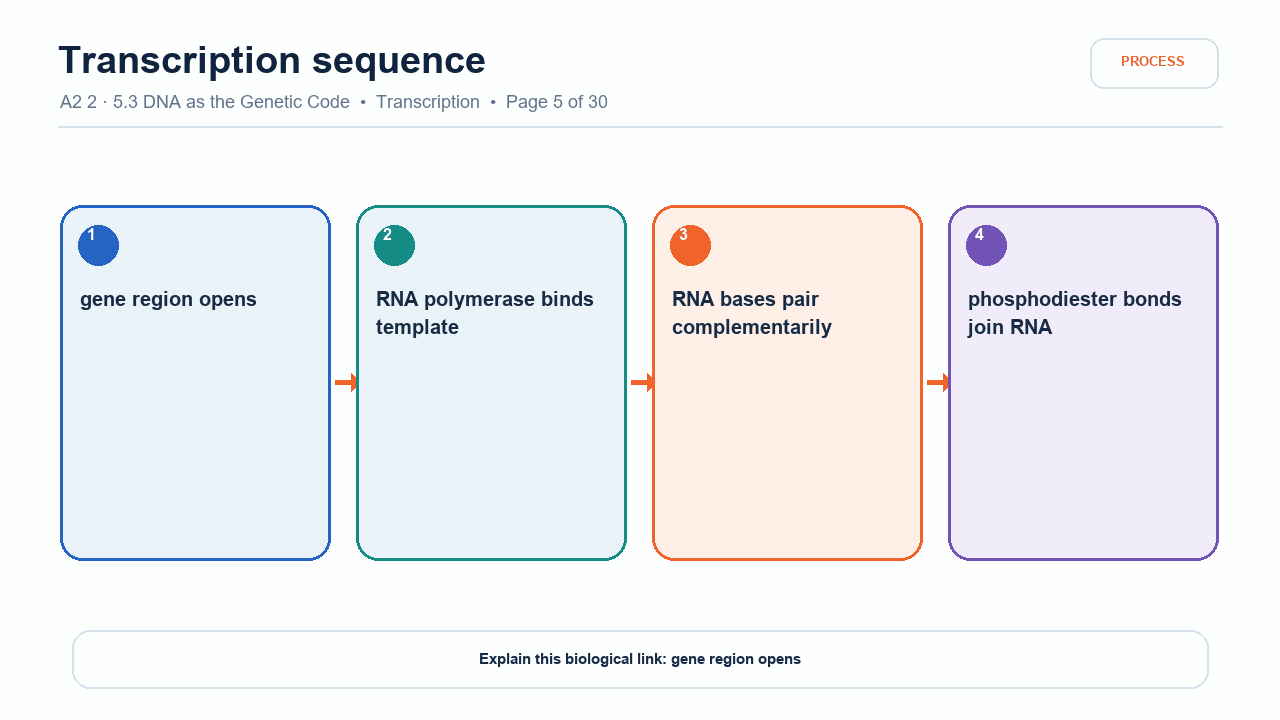 Transcription sequence
PROCESS
A2 2 · 5.3 DNA as the Genetic Code • Transcription • Page 5 of 30
1
gene region opens
2
RNA polymerase binds
template
3
RNA bases pair
complementarily
4
phosphodiester bonds
join RNA
Explain this biological link: gene region opens